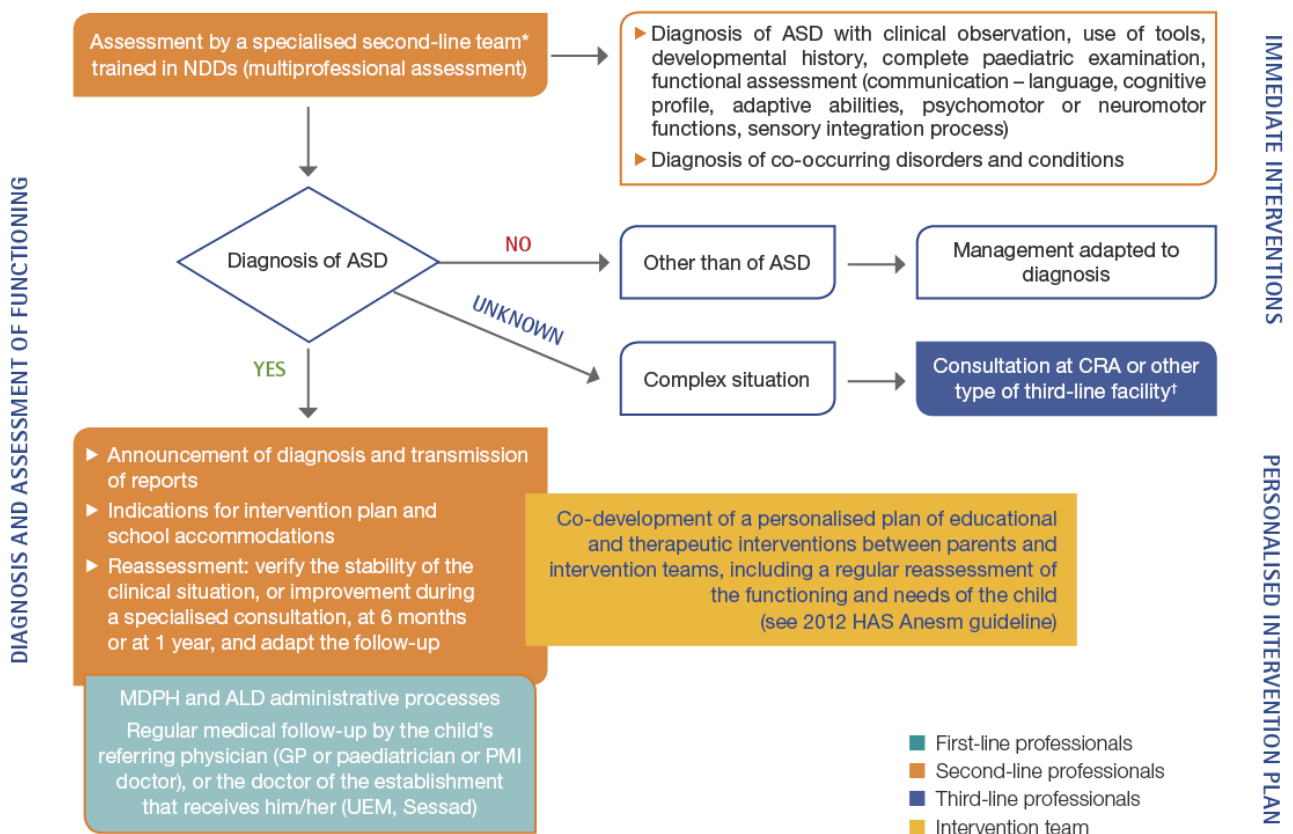 DIAGNOSIS AND ASSESSMENT OF FUNCTIONING
Assessment by a specialised second-line team*
trained in NDDs (multiprofessional assessment)
▶ Diagnosis of ASD with clinical observation, use of tools,
developmental history, complete paediatric examination,
functional assessment (communication – language, cognitive
profile, adaptive abilities, psychomotor or neuromotor
functions, sensory integration process)
▶ Diagnosis of co-occurring disorders and conditions
IMMEDIATE INTERVENTIONS
Diagnosis of ASD
NO
Other than of ASD
Management adapted to
diagnosis
UNKNOWN
Complex situation
Consultation at CRA or other
type of third-line facility†
YES
▶ Announcement of diagnosis and transmission
of reports
▶ Indications for intervention plan and
school accommodations
▶ Reassessment: verify the stability of the
clinical situation, or improvement during
a specialised consultation, at 6 months
or at 1 year, and adapt the follow-up
Co-development of a personalised plan of educational
and therapeutic interventions between parents and
intervention teams, including a regular reassessment of
the functioning and needs of the child
(see 2012 HAS Anesm guideline)
PERSONALISED INTERVENTION PLAN
MDPH and ALD administrative processes
Regular medical follow-up by the child's
referring physician (GP or paediatrician or PMI
doctor), or the doctor of the establishment
that receives him/her (UEM, Sessad)
First-line professionals
Second-line professionals
Third-line professionals
Intervention team